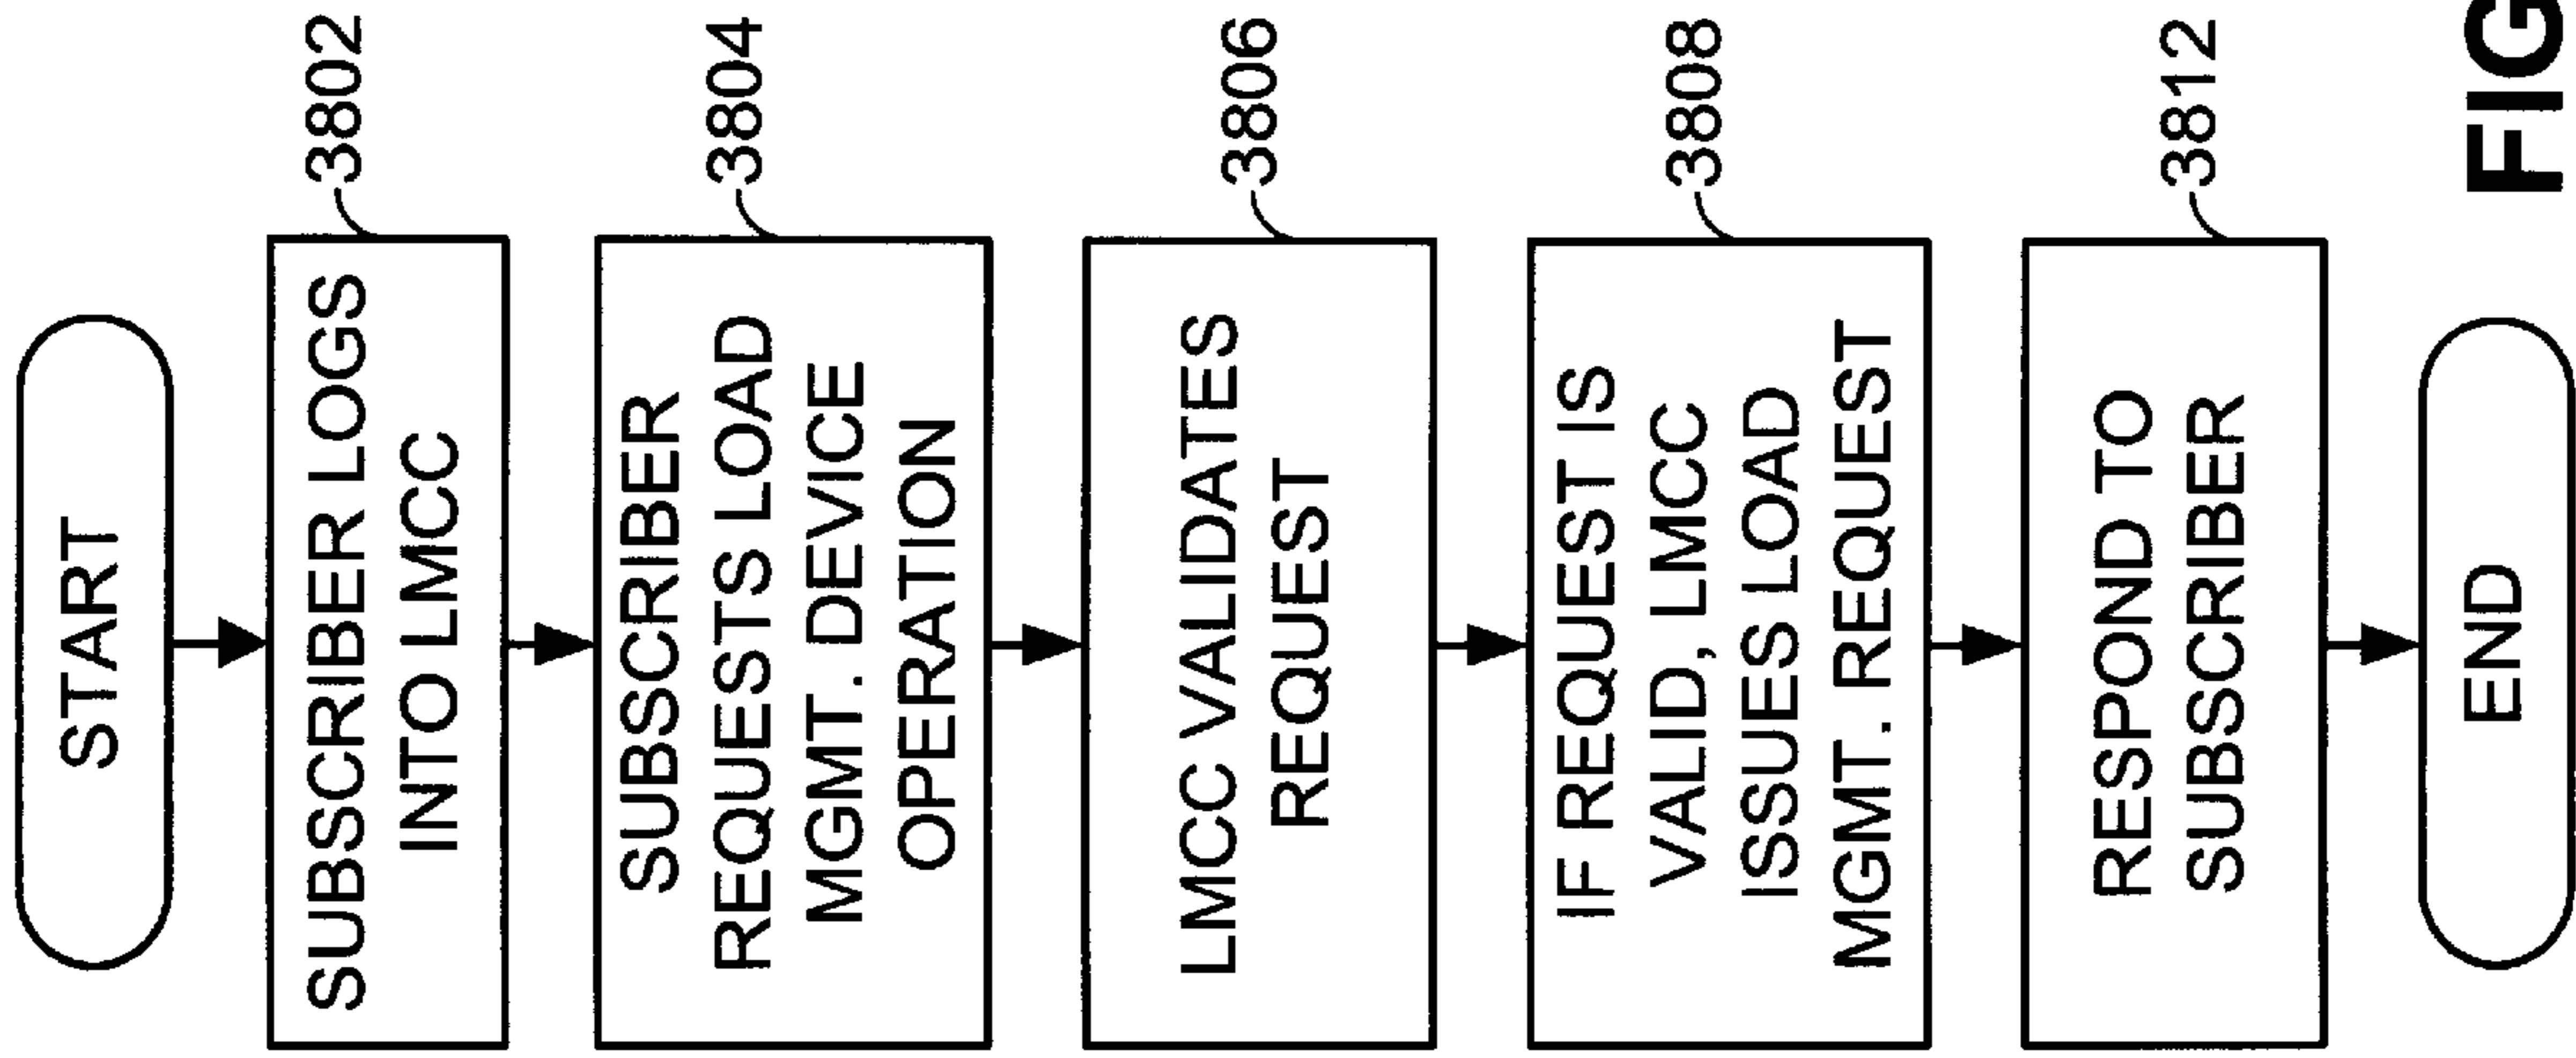 START
SUBSCRIBER LOGS
INTO LMCC
3802
SUBSCRIBER
REQUESTS LOAD
MGMT. DEVICE
OPERATION
3804
LMCC VALIDATES
REQUEST
3806
IF REQUEST IS
VALID, LMCC
ISSUES LOAD
MGMT. REQUEST
3808
RESPOND TO
SUBSCRIBER
3812
END
FIG